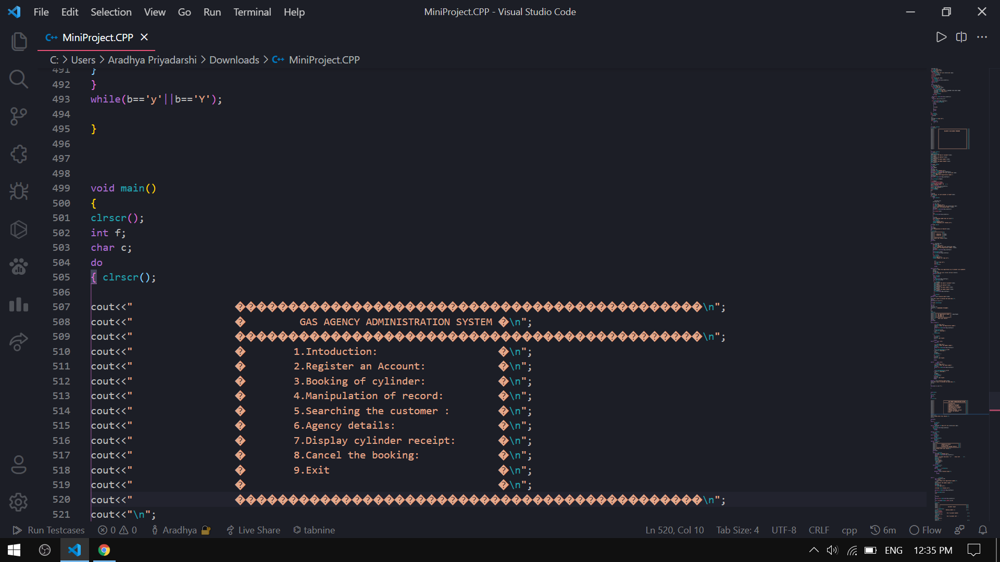 File Edit Selection View Go Run Terminal Help MiniProject.CPP - Visual Studio Code
C++ MiniProject.CPP
C: > Users > Aradhya Priyadarshi > Downloads > C++ MiniProject.CPP
491 }
492 }
493 while(b=='y'||b=='Y');
494
495 }
496
497
498
499 void main()
500 {
501 clrscr();
502 int f;
503 char c;
504 do
505 { clrscr();
506
507 cout<<" ��������������������������������������������\n";
508 cout<<" � GAS AGENCY ADMINISTRATION SYSTEM �\n";
509 cout<<" ��������������������������������������������\n";
510 cout<<" � 1.Intoduction: �\n";
511 cout<<" � 2.Register an Account: �\n";
512 cout<<" � 3.Booking of cylinder: �\n";
513 cout<<" � 4.Manipulation of record: �\n";
514 cout<<" � 5.Searching the customer : �\n";
515 cout<<" � 6.Agency details: �\n";
516 cout<<" � 7.Display cylinder receipt: �\n";
517 cout<<" � 8.Cancel the booking: �\n";
518 cout<<" � 9.Exit �\n";
519 cout<<" � �\n";
520 cout<<" ��������������������������������������������\n";
521 cout<<"\n";
Run Testcases 0 0 Aradhya Live Share tabnine Ln 520, Col 10 Tab Size: 4 UTF-8 CRLF cpp 6m Flow
ENG 12:35 PM